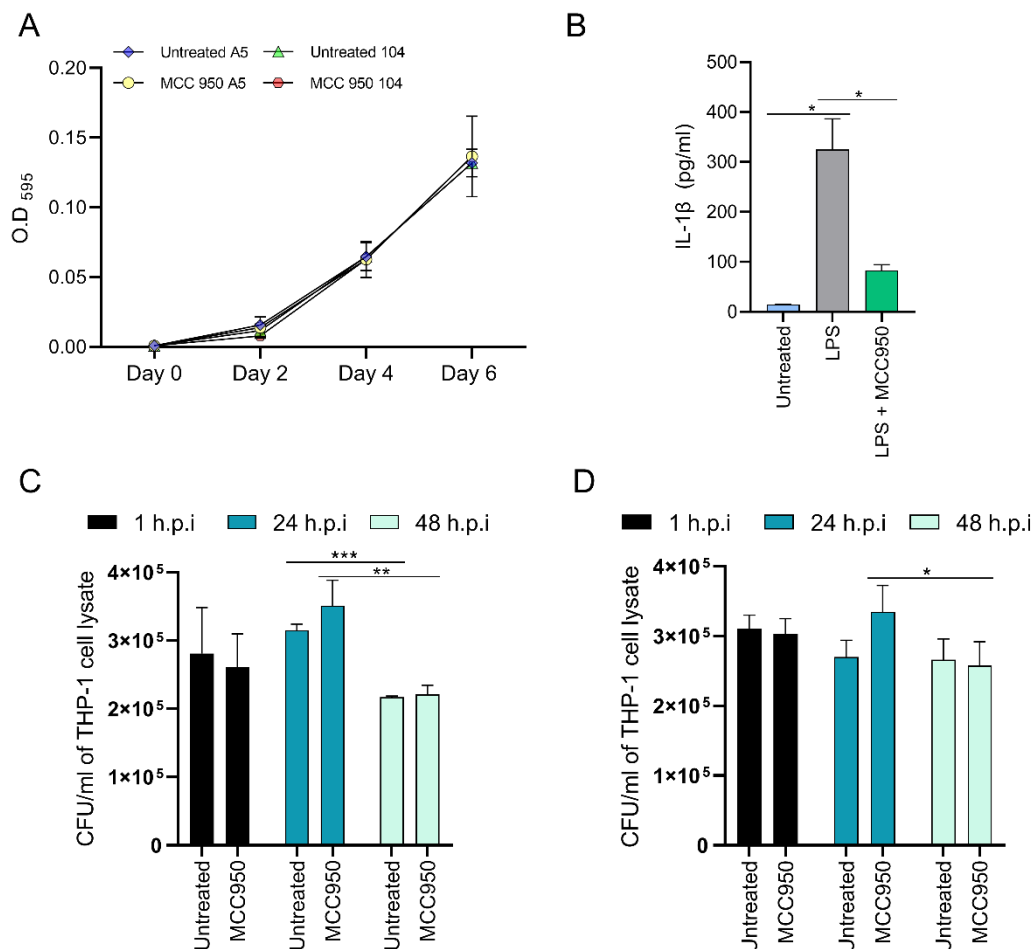 A
Untreated A5
Untreated 104
MCC 950 A5
MCC 950 104
0.20
0.15
0.10
0.05
0.00
O.D 595
Day 0
Day 2
Day 4
Day 6
B
500
400
300
200
100
0
IL-1β (pg/ml)
*
*
Untreated
LPS
LPS + MCC950
C
1 h.p.i
24 h.p.i
48 h.p.i
***
**
4×10⁵
3×10⁵
2×10⁵
1×10⁵
0
CFU/ml of THP-1 cell lysate
Untreated
MCC950
Untreated
MCC950
Untreated
MCC950
D
1 h.p.i
24 h.p.i
48 h.p.i
*
4×10⁵
3×10⁵
2×10⁵
1×10⁵
0
CFU/ml of THP-1 cell lysate
Untreated
MCC950
Untreated
MCC950
Untreated
MCC950